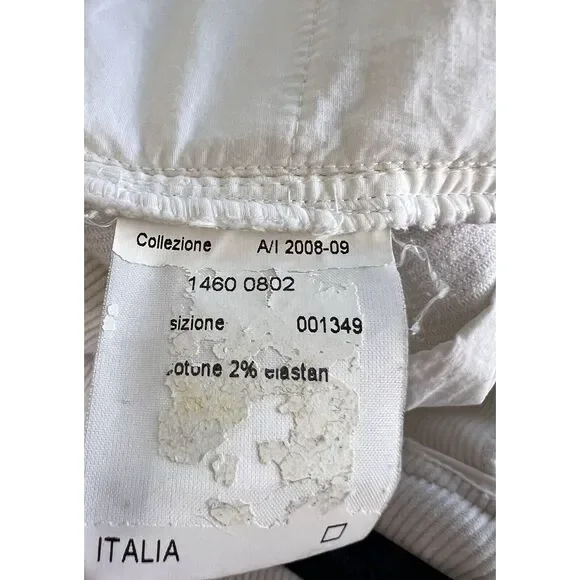 Collezione A/I 2008-09
1460 0802
sizione 001349
otone 2% elastan
ITALIA